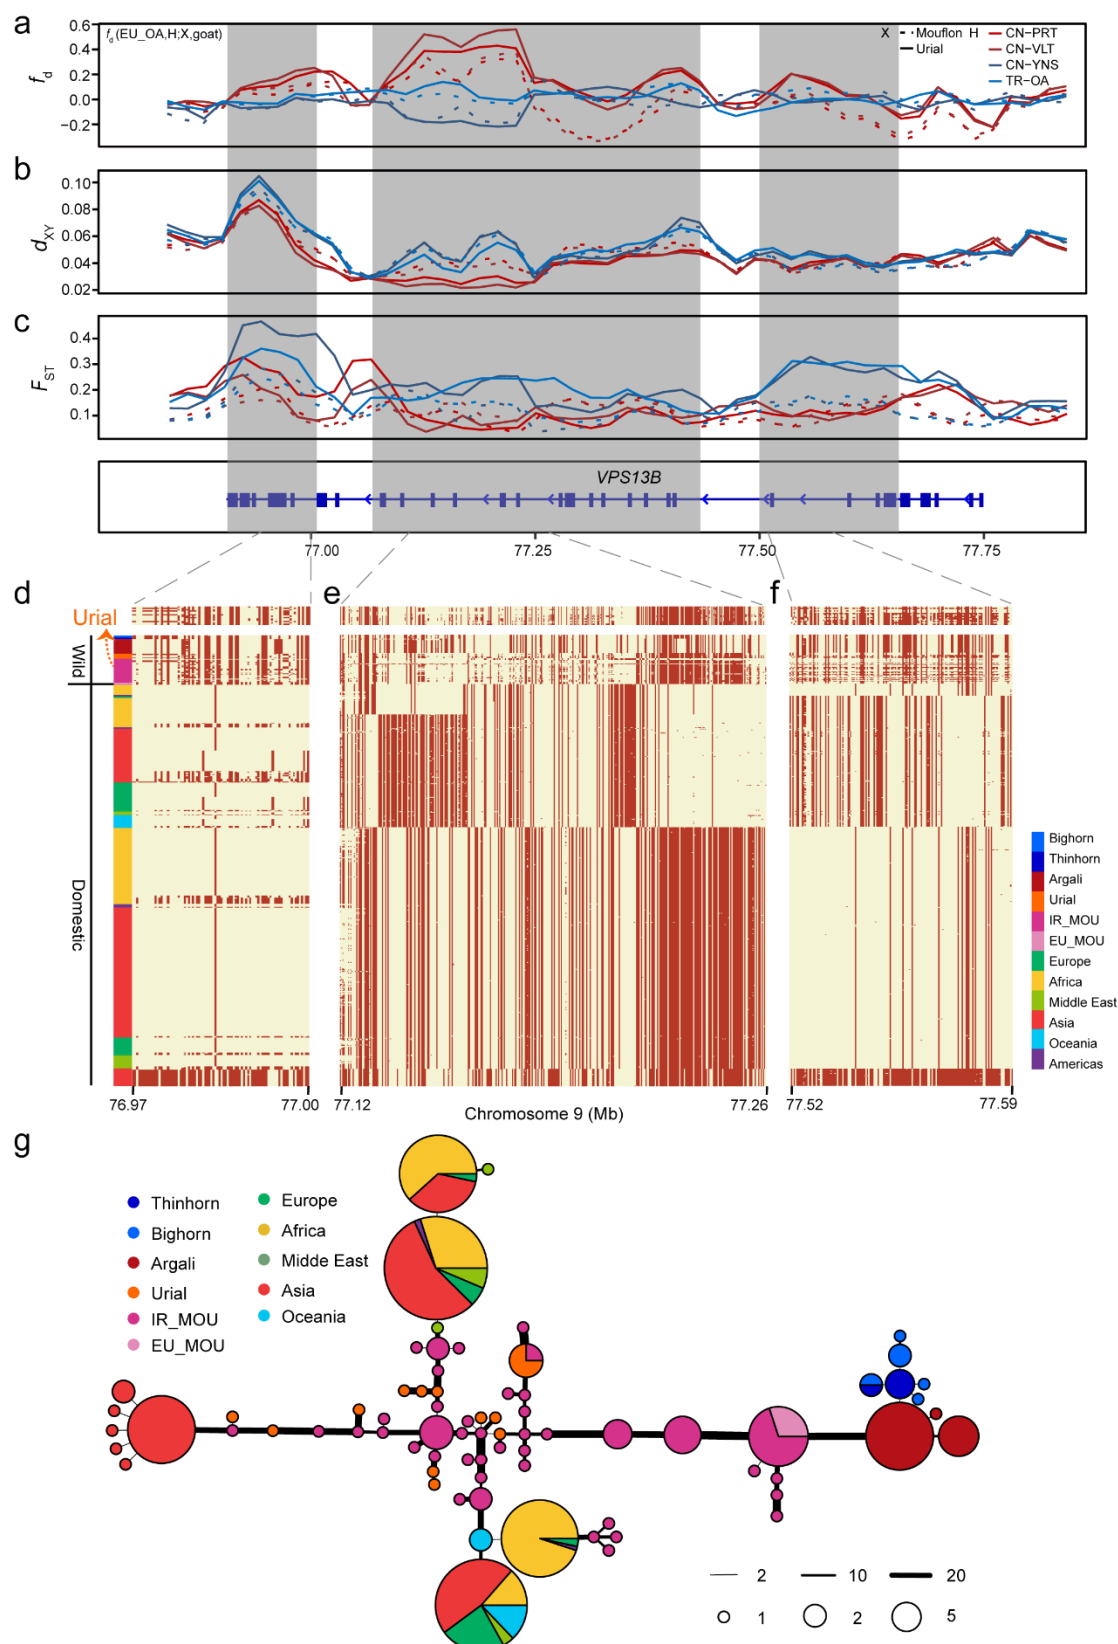 a
f_d (EU_OA,H;X,goat)
X
Mouflon H
Urial
CN−PRT
CN−VLT
CN−YNS
TR−OA
f_d
0.6
0.4
0.2
0.0
−0.2
b
d_XY
0.10
0.08
0.06
0.04
0.02
c
F_ST
0.4
0.3
0.2
0.1
VPS13B
77.00
77.25
77.50
77.75
d
e
f
Urial
Wild
Domestic
76.97
77.00
77.12
77.26
77.52
77.59
Chromosome 9 (Mb)
Bighorn
Thinhorn
Argali
Urial
IR_MOU
EU_MOU
Europe
Africa
Middle East
Asia
Oceania
Americas
g
Thinhorn
Bighorn
Argali
Urial
IR_MOU
EU_MOU
Europe
Africa
Midde East
Asia
Oceania
2
10
20
1
2
5